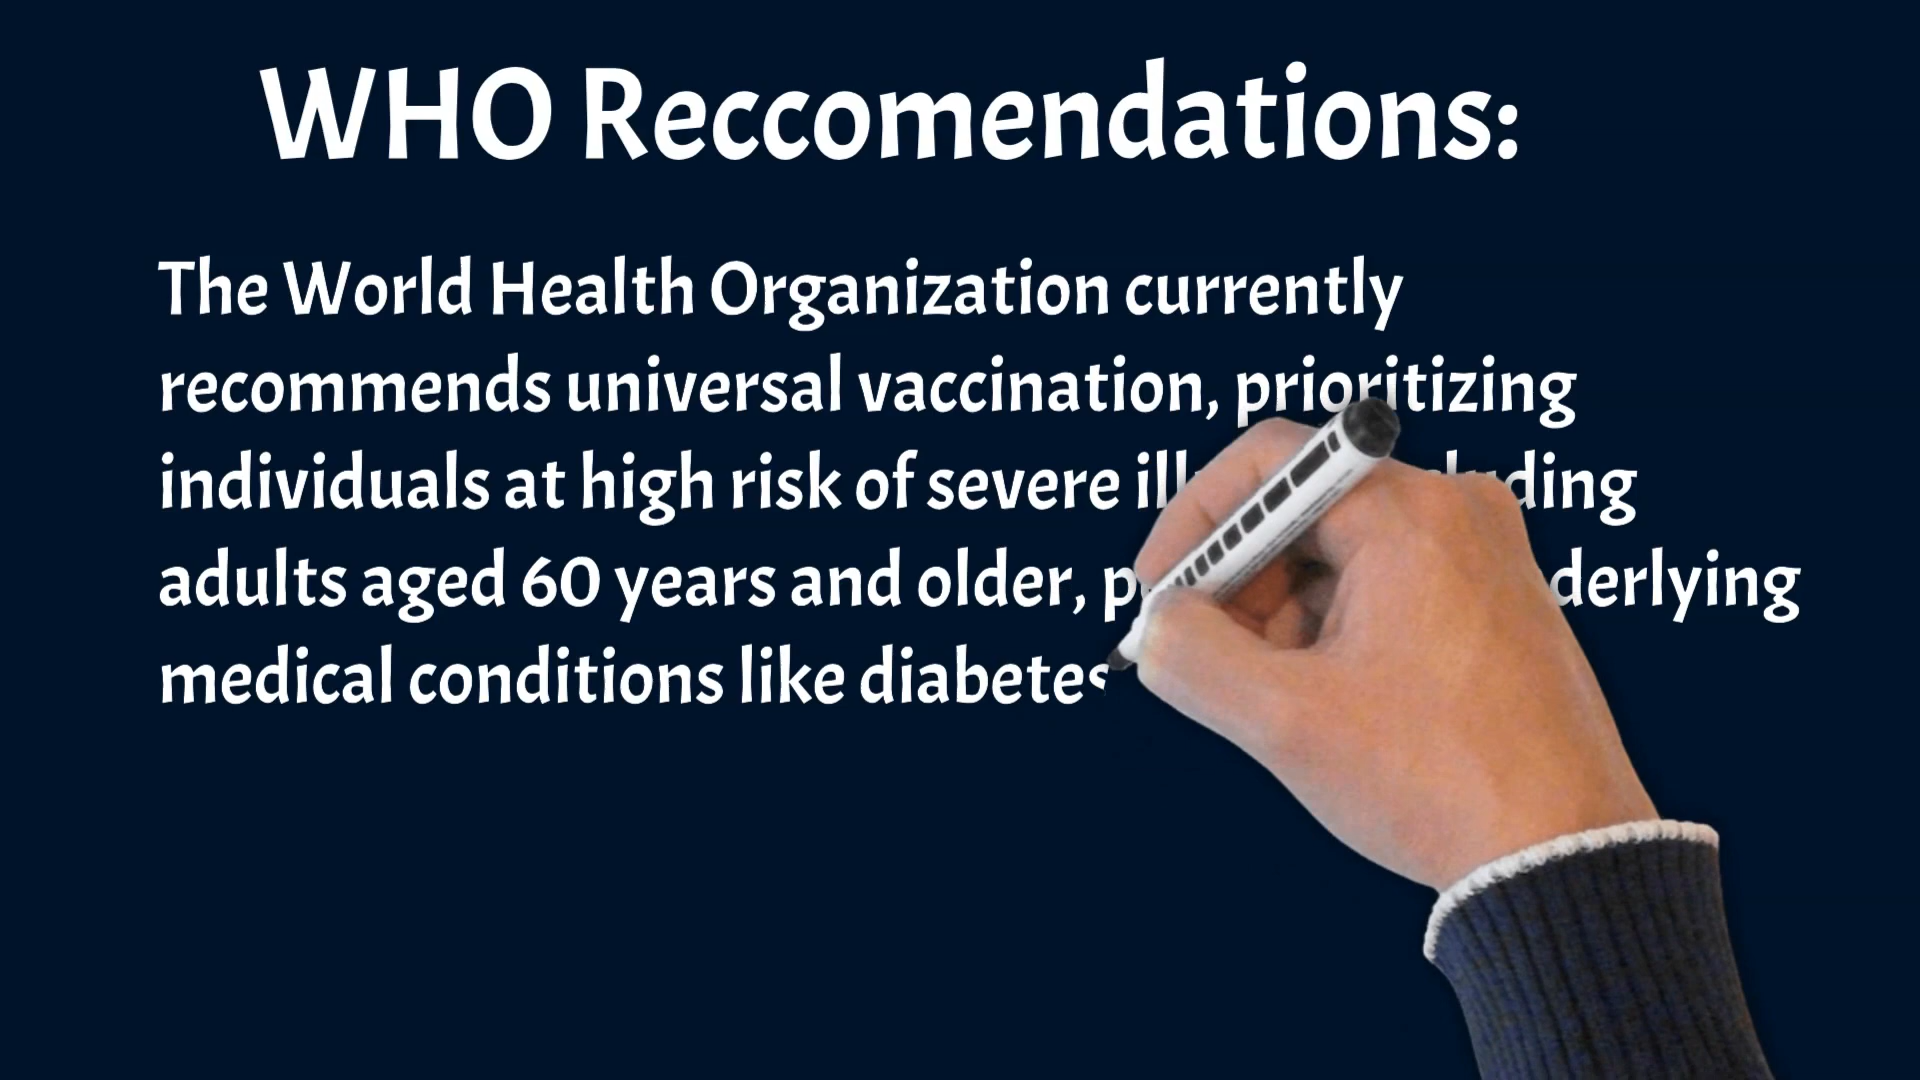 WHO Reccomendations:
The World Health Organization currently
recommends universal vaccination, prioritizing
individuals at high risk of severe
adults aged 60 years and older,
medical conditions like diabetes